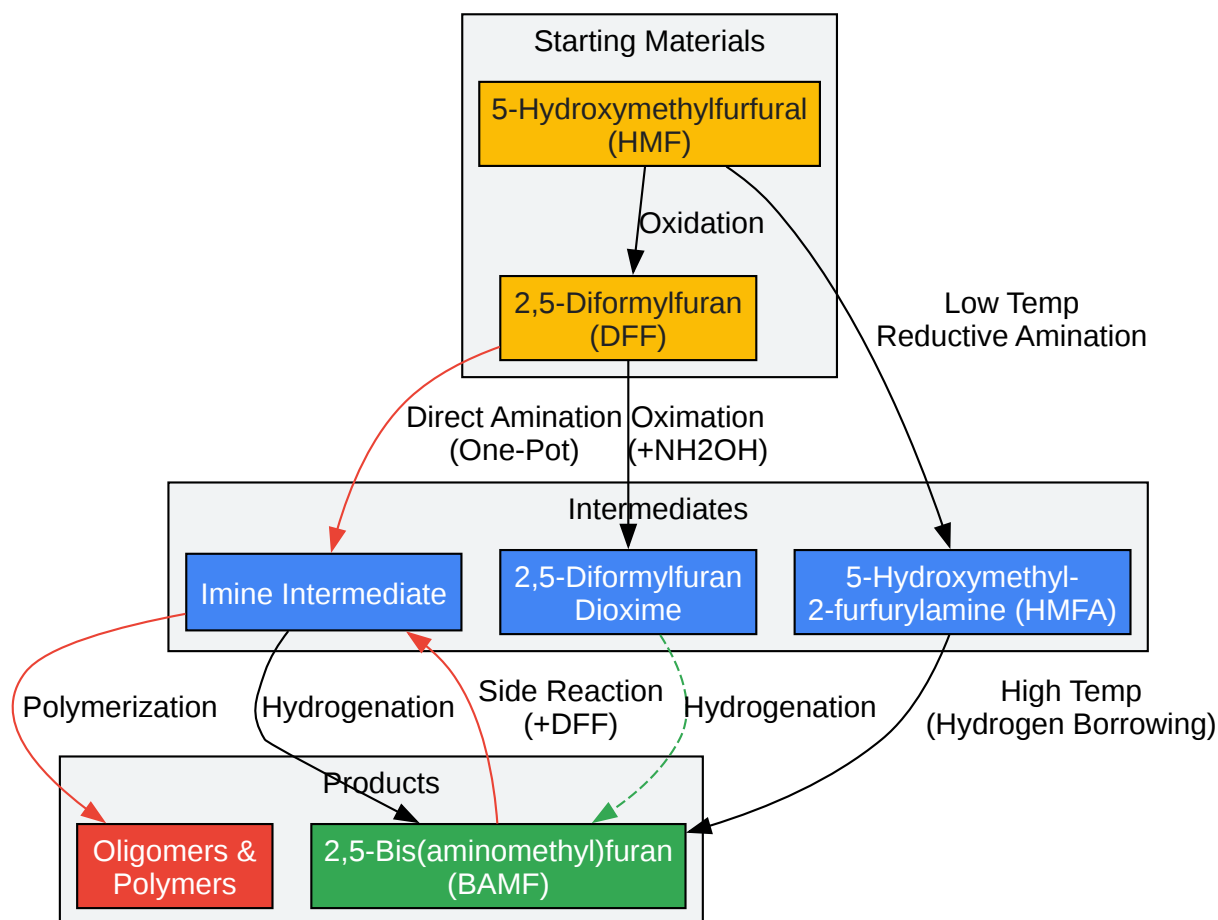 Starting Materials
5-Hydroxymethylfurfural
(HMF)
Oxidation
2,5-Diformylfuran
(DFF)
Low Temp
Reductive Amination
Direct Amination
(One-Pot)
Oximation
(+NH2OH)
Intermediates
Imine Intermediate
2,5-Diformylfuran
Dioxime
5-Hydroxymethyl-
2-furfurylamine (HMFA)
Polymerization
Hydrogenation
Side Reaction
(+DFF)
Hydrogenation
High Temp
(Hydrogen Borrowing)
Products
Oligomers &
Polymers
2,5-Bis(aminomethyl)furan
(BAMF)